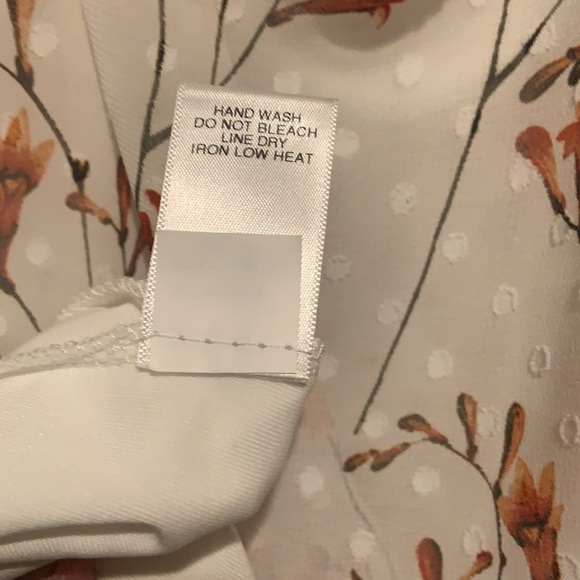 HAND WASH
DO NOT BLEACH
LINE DRY
IRON LOW HEAT